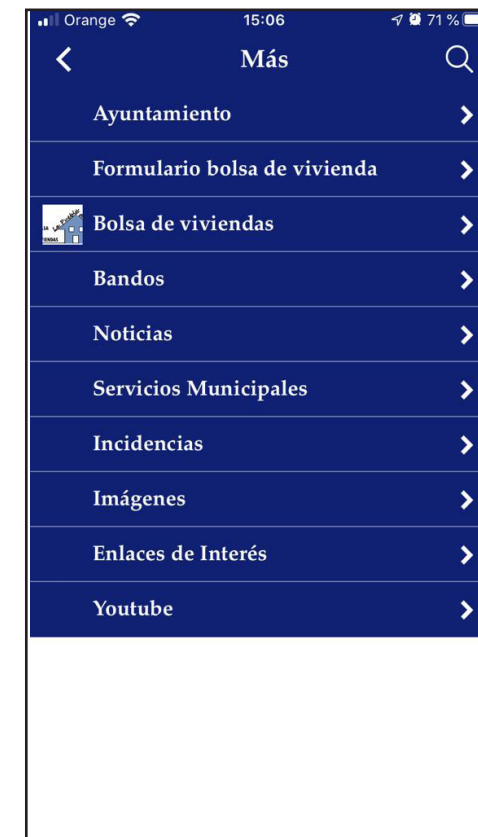 Orange 15:06 71 %
Más
Ayuntamiento
Formulario bolsa de vivienda
Bolsa de viviendas
Bandos
Noticias
Servicios Municipales
Incidencias
Imágenes
Enlaces de Interés
Youtube